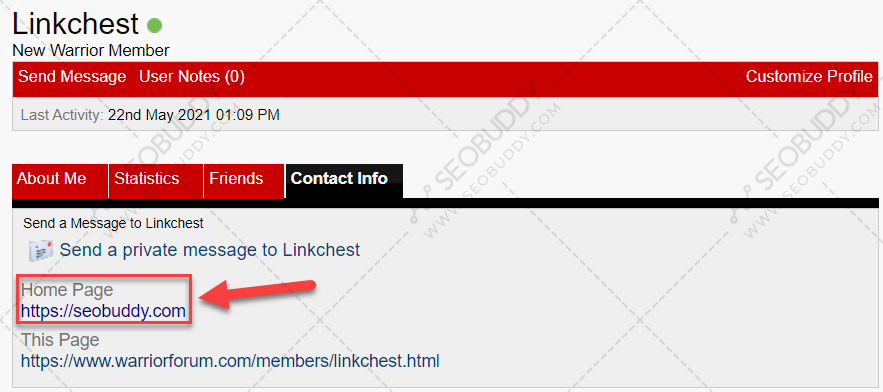 Linkchest
New Warrior Member
Send Message User Notes (0) Customize Profile
Last Activity: 22nd May 2021 01:09 PM
About Me Statistics Friends Contact Info
Send a Message to Linkchest
Send a private message to Linkchest
Home Page
https://seobuddy.com
This Page
https://www.warriorforum.com/members/linkchest.html
SEOBUDDY
WWW.SEOBUDDY.COM
SEOBUDDY
WWW.SEOBUDDY.COM
SEOBUDDY
WWW.SEOBUDDY.COM